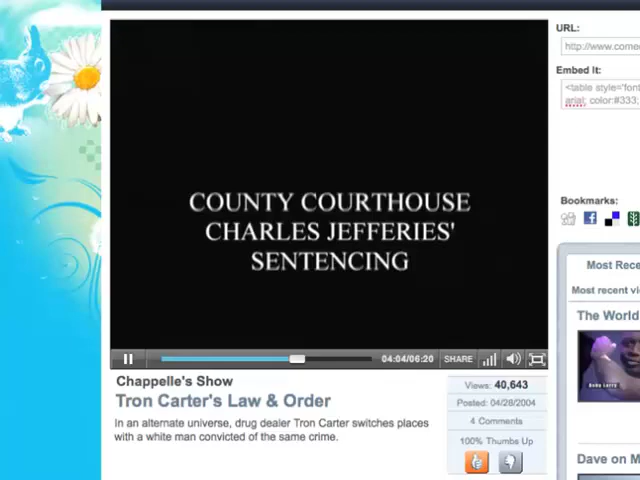 URL:
http://www.come
Embed It:
<table style='font
arial; color:#333;
COUNTY COURTHOUSE
CHARLES JEFFERIES'
SENTENCING
Bookmarks:
Most Rece
Most recent vi
The World
04:04/06:20 SHARE
Chappelle's Show
Tron Carter's Law & Order
In an alternate universe, drug dealer Tron Carter switches places
with a white man convicted of the same crime.
Views: 40,643
Posted: 04/28/2004
4 Comments
100% Thumbs Up
Dave on M